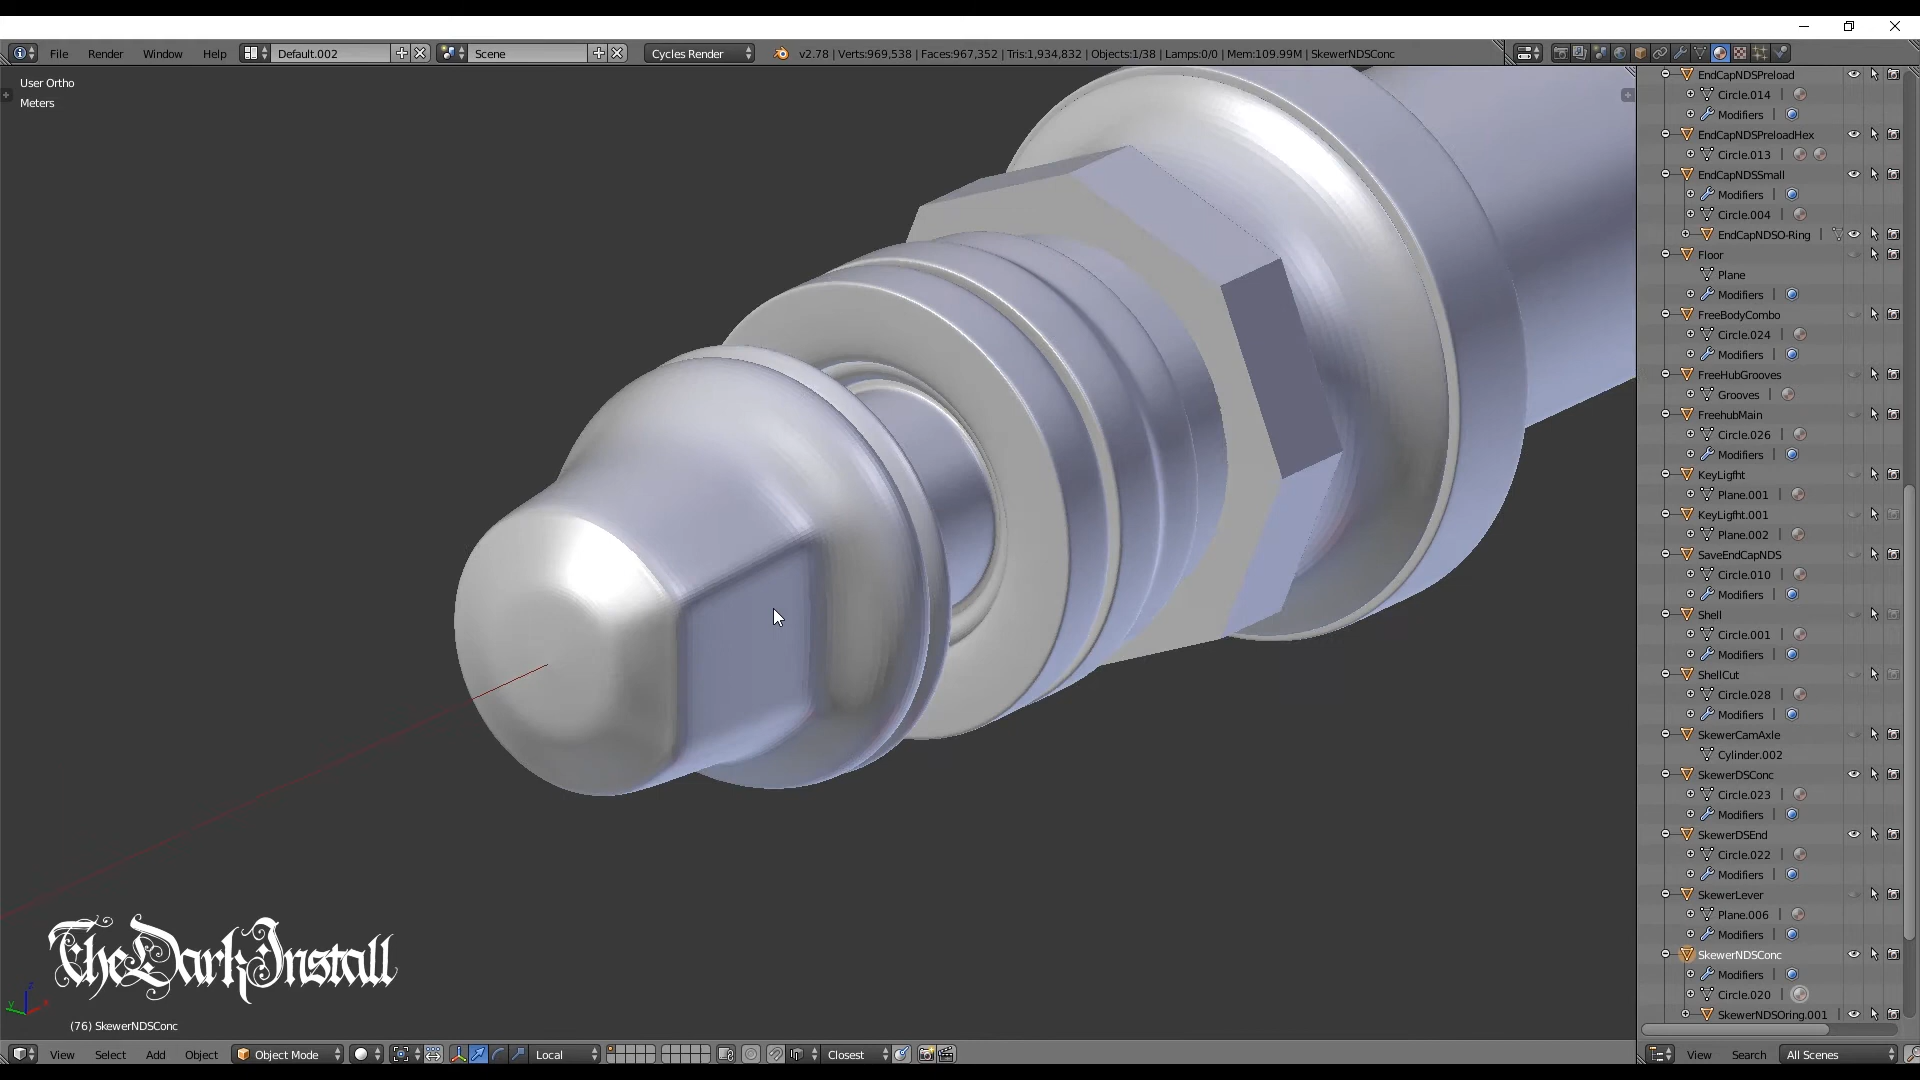 File Render Window Help Default.002 Scene Cycles Render v2.78 | Verts:969,538 | Faces:967,352 | Tris:1,934,832 | Objects:1/38 | Lamps:0/0 | Mem:109.99M | SkewerNDSConc
User Ortho
Meters
EndCapNDSPreload
Circle.014
Modifiers
EndCapNDSPreloadHex
Circle.013
EndCapNDSSmall
Modifiers
Circle.004
EndCapNDSO-Ring
Floor
Plane
Modifiers
FreeBodyCombo
Circle.024
Modifiers
FreeHubGrooves
Grooves
FreehubMain
Circle.026
Modifiers
KeyLigfht
Plane.001
KeyLigfht.001
Plane.002
SaveEndCapNDS
Circle.010
Modifiers
Shell
Circle.001
Modifiers
ShellCut
Circle.028
Modifiers
SkewerCamAxle
Cylinder.002
SkewerDSConc
Circle.023
Modifiers
SkewerDSEnd
Circle.022
Modifiers
SkewerLever
Plane.006
Modifiers
SkewerNDSConc
Modifiers
Circle.020
SkewerNDSOring.001
TheDarkInstall
(76) SkewerNDSConc
View Select Add Object Object Mode Local Closest View Search All Scenes